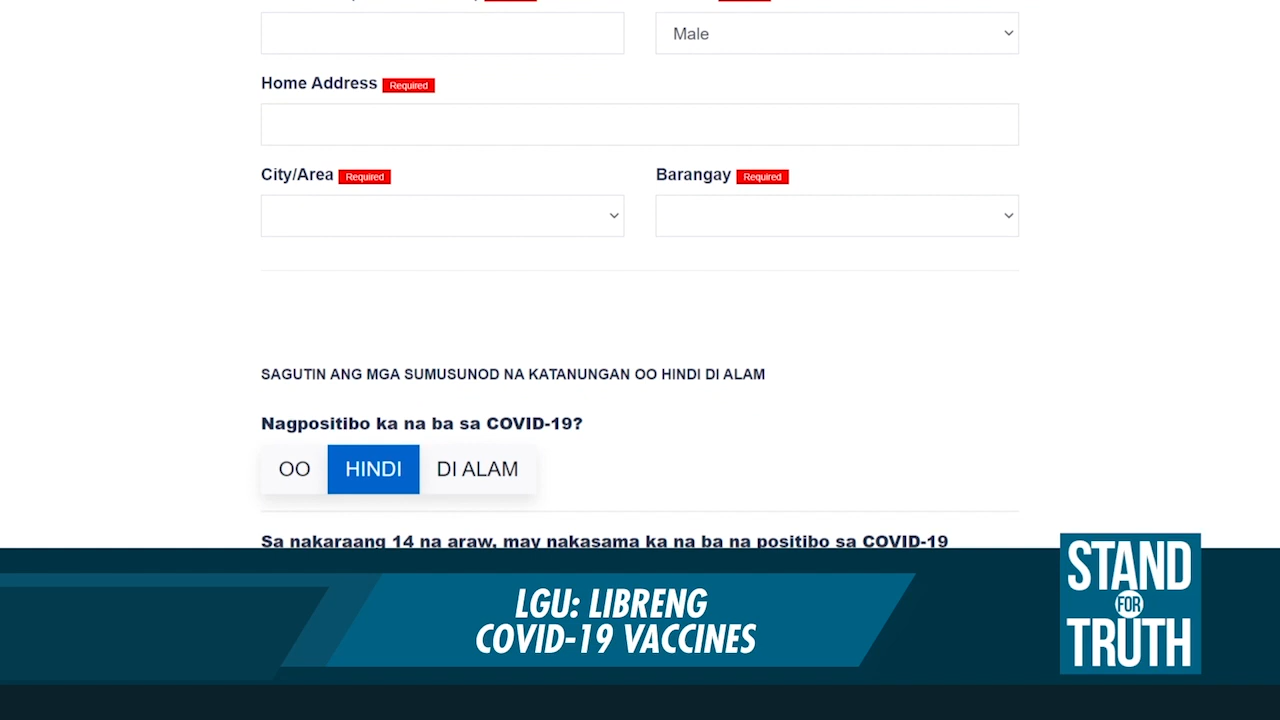 Male
Home Address Required
City/Area Required
Barangay Required
SAGUTIN ANG MGA SUMUSUNOD NA KATANUNGAN OO HINDI DI ALAM
Nagpositibo ka na ba sa COVID-19?
OO HINDI DI ALAM
Sa nakaraang 14 na araw, may nakasama ka na ba na positibo sa COVID-19
LGU: LIBRENG
COVID-19 VACCINES
STAND
FOR
TRUTH